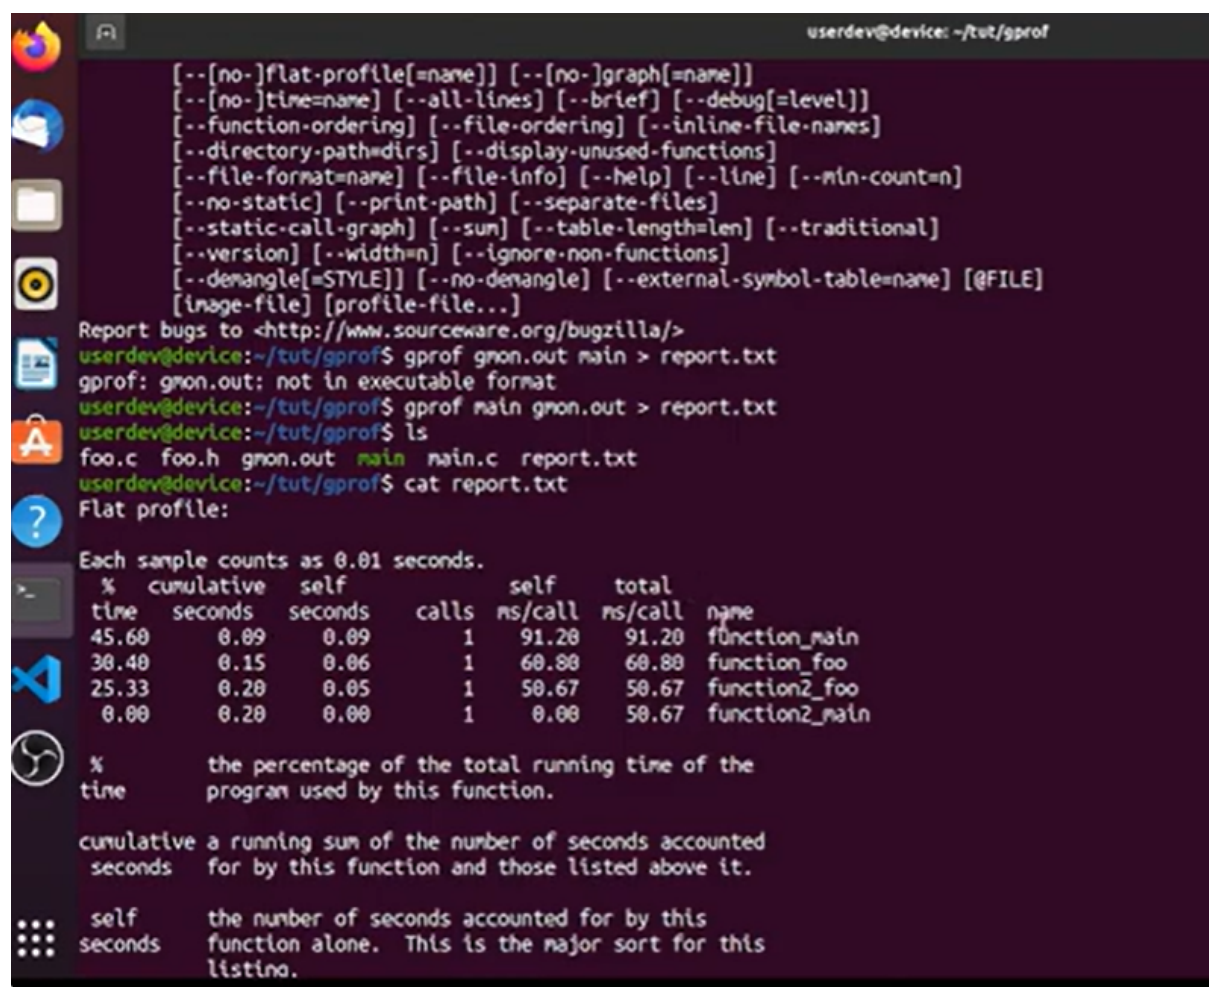 userdev@device: ~/tut/gprof
[--[no-]flat-profile[=name]] [--[no-]graph[=name]]
[--[no-]time=name] [--all-lines] [--brief] [--debug[=level]]
[--function-ordering] [--file-ordering] [--inline-file-names]
[--directory-path=dirs] [--display-unused-functions]
[--file-format=name] [--file-info] [--help] [--line] [--min-count=n]
[--no-static] [--print-path] [--separate-files]
[--static-call-graph] [--sum] [--table-length=len] [--traditional]
[--version] [--width=n] [--ignore-non-functions]
[--demangle[=STYLE]] [--no-demangle] [--external-symbol-table=name] [@FILE]
[image-file] [profile-file...]
Report bugs to <http://www.sourceware.org/bugzilla/>
userdev@device:~/tut/gprof$ gprof gmon.out main > report.txt
gprof: gmon.out: not in executable format
userdev@device:~/tut/gprof$ gprof main gmon.out > report.txt
userdev@device:~/tut/gprof$ ls
foo.c foo.h gmon.out main main.c report.txt
userdev@device:~/tut/gprof$ cat report.txt
Flat profile:
Each sample counts as 0.01 seconds.
% cumulative self self total
time seconds seconds calls ms/call ms/call name
45.60 0.09 0.09 1 91.20 91.20 function_main
30.40 0.15 0.06 1 60.80 60.80 function_foo
25.33 0.20 0.05 1 50.67 50.67 function2_foo
0.00 0.20 0.00 1 0.00 50.67 function2_main
% the percentage of the total running time of the
time program used by this function.
cumulative a running sum of the number of seconds accounted
seconds for by this function and those listed above it.
self the number of seconds accounted for by this
seconds function alone. This is the major sort for this
listing.